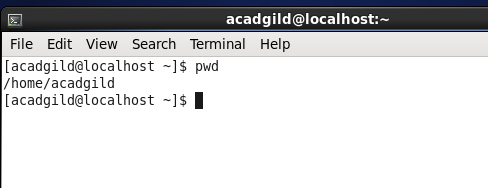 acadgild@localhost:~
File Edit View Search Terminal Help
[acadgild@localhost ~]$ pwd
/home/acadgild
[acadgild@localhost ~]$